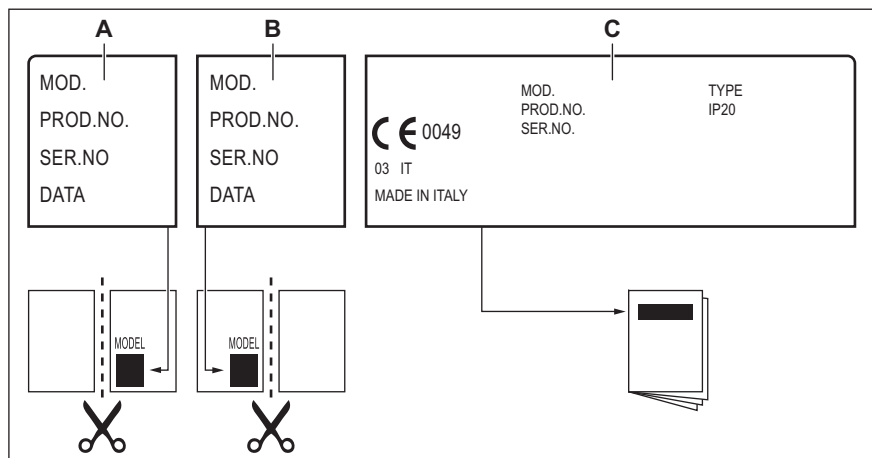 A
B
C
MOD.
PROD.NO.
SER.NO
DATA
MOD.
PROD.NO.
SER.NO
DATA
MOD.
PROD.NO.
SER.NO.
TYPE
IP20
CE 0049
03 IT
MADE IN ITALY
MODEL
MODEL